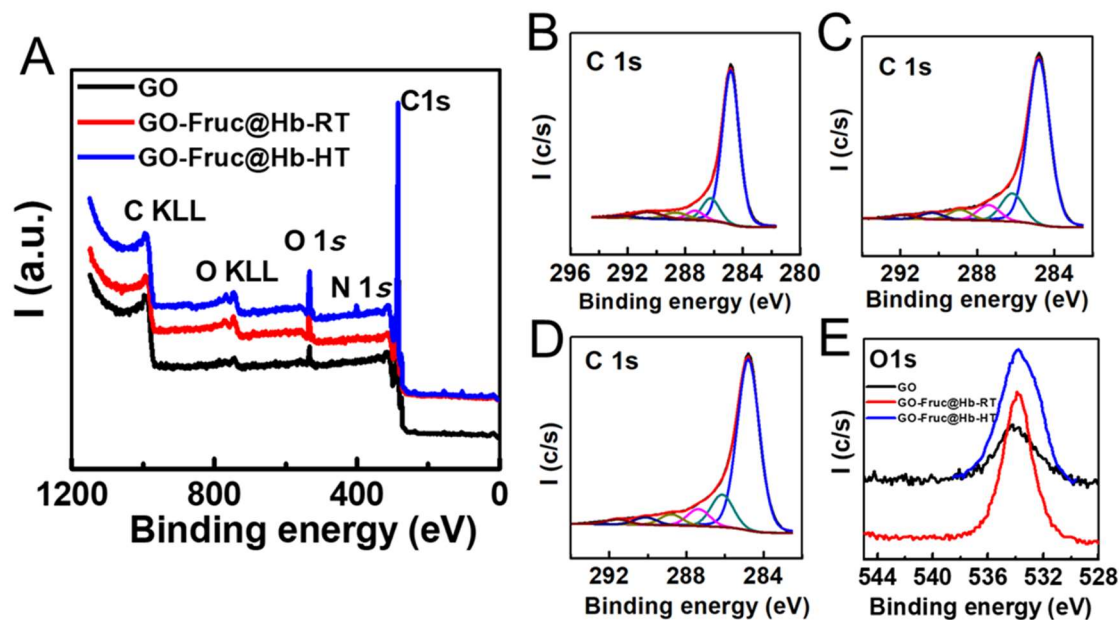 A
GO
GO-Fruc@Hb-RT
GO-Fruc@Hb-HT
C1s
C KLL
O KLL
O 1s
N 1s
I (a.u.)
1200 800 400 0
Binding energy (eV)
B
C 1s
I (c/s)
296 292 288 284 280
Binding energy (eV)
C
C 1s
I (c/s)
292 288 284
Binding energy (eV)
D
C 1s
I (c/s)
292 288 284
Binding energy (eV)
E
O1s
GO
GO-Fruc@Hb-RT
GO-Fruc@Hb-HT
I (c/s)
544 540 536 532 528
Binding energy (eV)